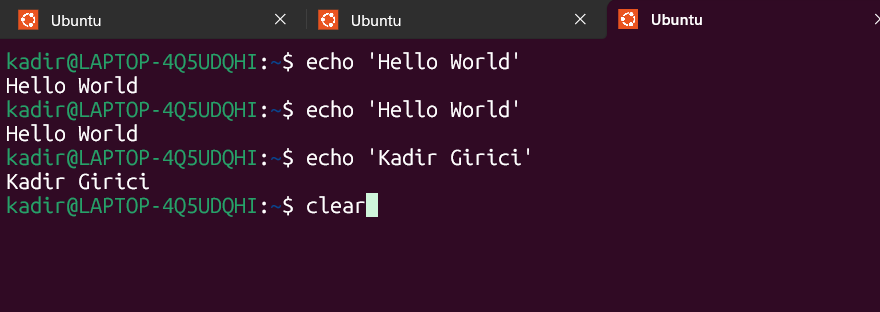 Ubuntu
Ubuntu
Ubuntu
kadir@LAPTOP-4Q5UDQHI:~$ echo 'Hello World'
Hello World
kadir@LAPTOP-4Q5UDQHI:~$ echo 'Hello World'
Hello World
kadir@LAPTOP-4Q5UDQHI:~$ echo 'Kadir Girici'
Kadir Girici
kadir@LAPTOP-4Q5UDQHI:~$ clear